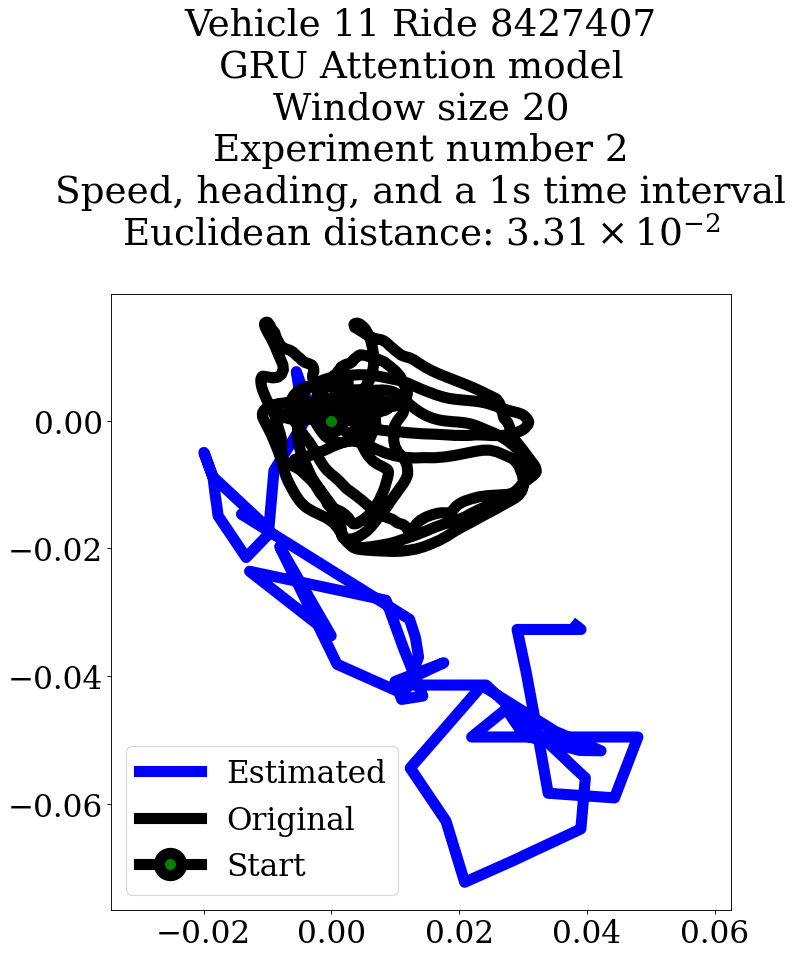 Vehicle 11 Ride 8427407
GRU Attention model
Window size 20
Experiment number 2
Speed, heading, and a 1s time interval
Euclidean distance: 3.31 × 10⁻²
0.00
−0.02
−0.04
−0.06
Estimated
Original
Start
−0.02 0.00 0.02 0.04 0.06